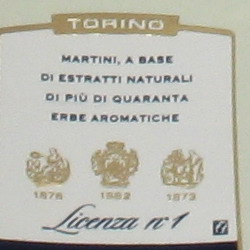 TORINO
MARTINI, A BASE
DI ESTRATTI NATURALI
DI PIÙ DI QUARANTA
ERBE AROMATICHE
1876 1882 1873
Licenza n° 1